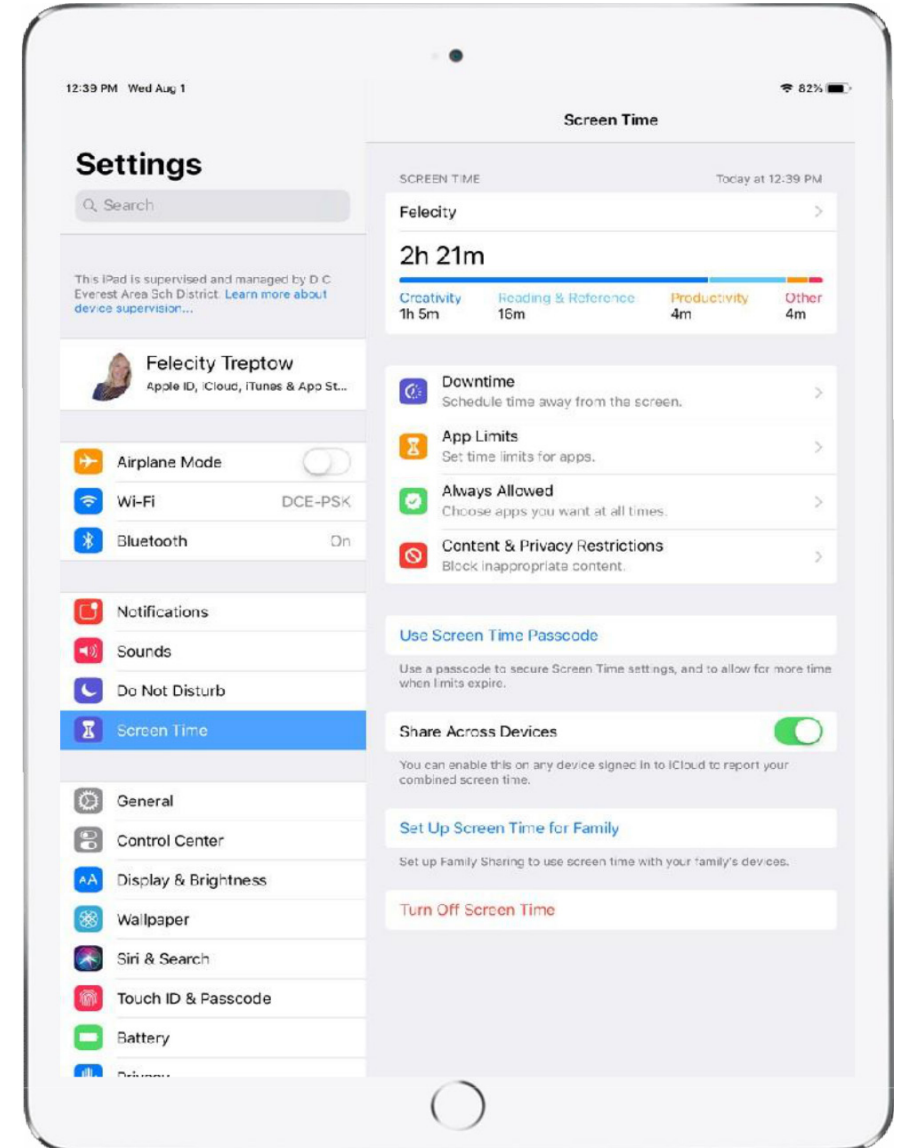 12:39 PM Wed Aug 1
82%
Settings
Search
This iPad is supervised and managed by D C
Everest Area Sch District. Learn more about
device supervision...
Felecity Treptow
Apple ID, iCloud, iTunes & App St...
Airplane Mode
Wi-Fi DCE-PSK
Bluetooth On
Notifications
Sounds
Do Not Disturb
Screen Time
General
Control Center
AA Display & Brightness
Wallpaper
Siri & Search
Touch ID & Passcode
Battery
Privacy
Screen Time
SCREEN TIME Today at 12:39 PM
Felecity
2h 21m
Creativity Reading & Reference Productivity Other
1h 5m 16m 4m 4m
Downtime
Schedule time away from the screen.
App Limits
Set time limits for apps.
Always Allowed
Choose apps you want at all times.
Content & Privacy Restrictions
Block inappropriate content.
Use Screen Time Passcode
Use a passcode to secure Screen Time settings, and to allow for more time
when limits expire.
Share Across Devices
You can enable this on any device signed in to iCloud to report your
combined screen time.
Set Up Screen Time for Family
Set up Family Sharing to use screen time with your family's devices.
Turn Off Screen Time